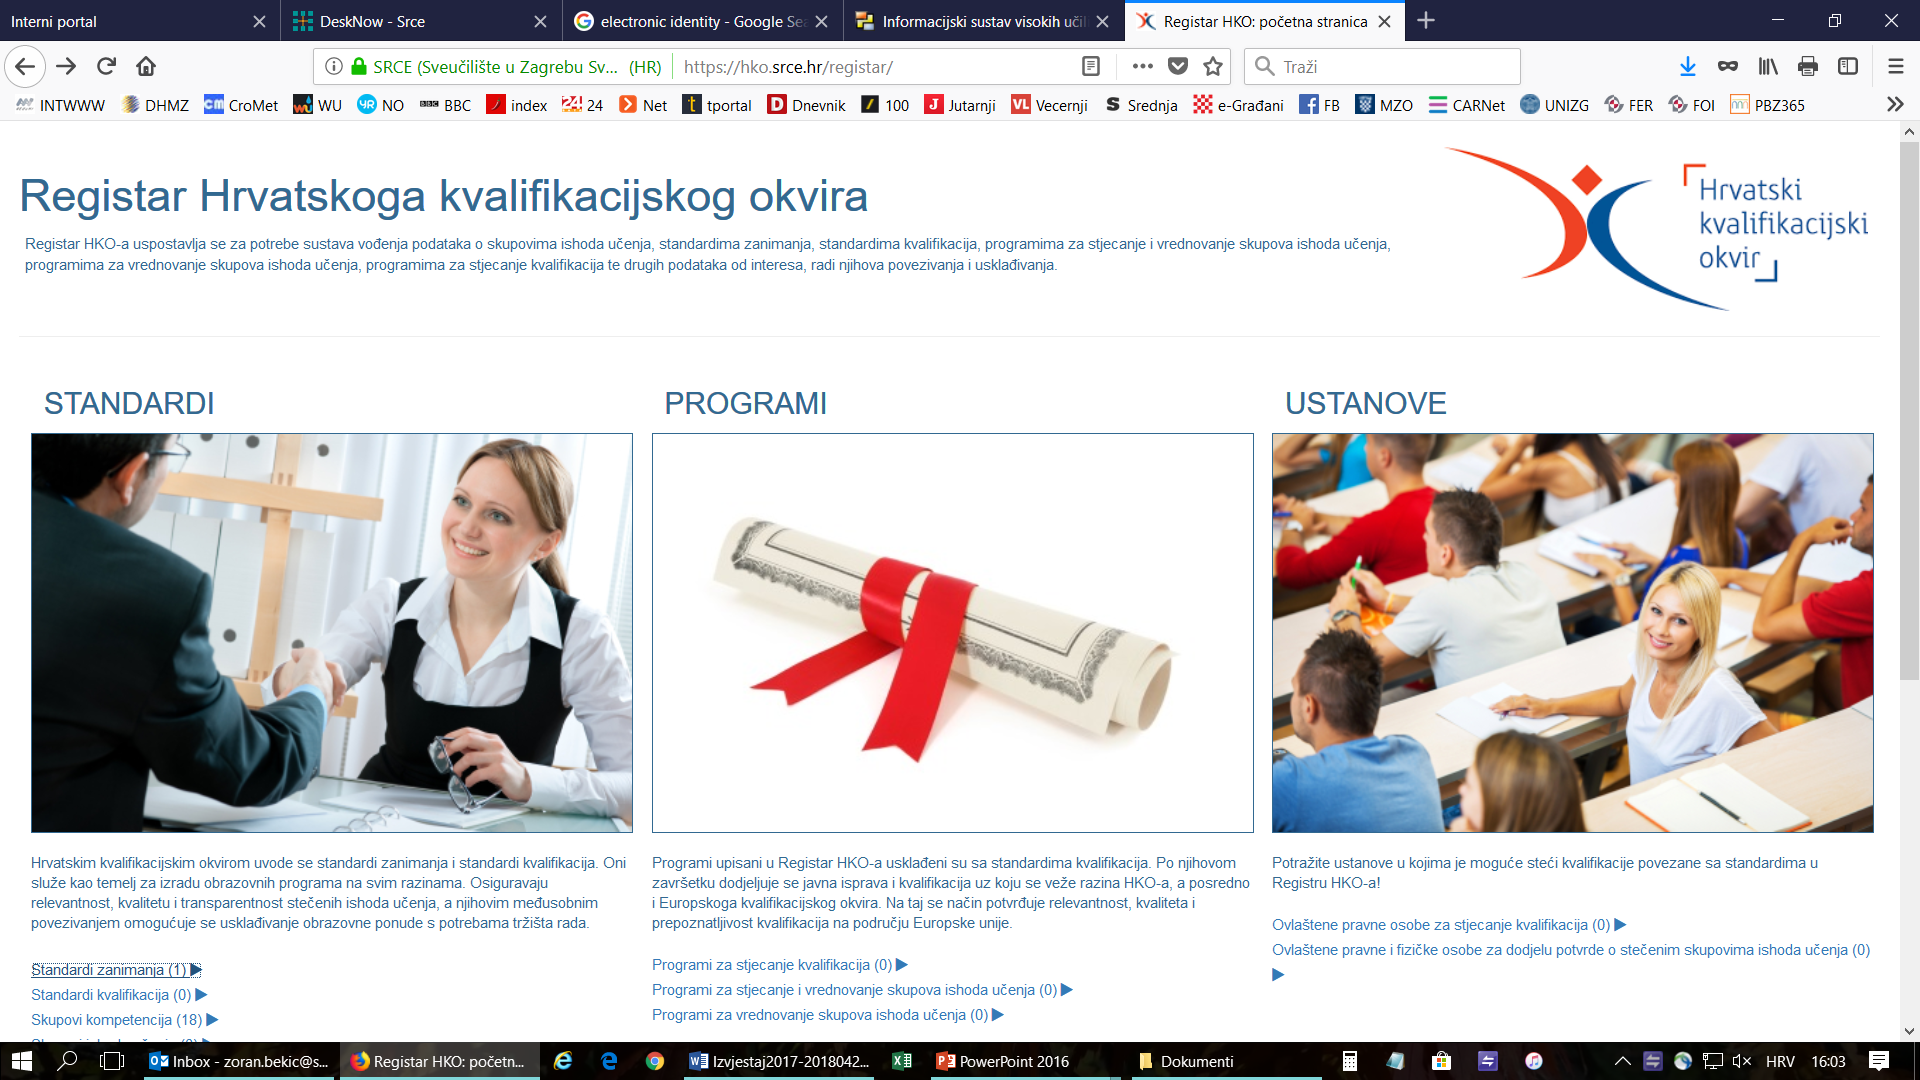 Interni portal
DeskNow - Srce
electronic identity - Google Sea
Informacijski sustav visokih učil
Registar HKO: početna stranica
SRCE (Sveučilište u Zagrebu Sv... (HR)
https://hko.srce.hr/registar/
Traži
INTWWW
DHMZ
CroMet
WU
NO
BBC
index
24
Net
tportal
Dnevnik
100
Jutarnji
Vecernji
Srednja
e-Građani
FB
MZO
CARNet
UNIZG
FER
FOI
PBZ365
Registar Hrvatskoga kvalifikacijskog okvira
Registar HKO-a uspostavlja se za potrebe sustava vođenja podataka o skupovima ishoda učenja, standardima zanimanja, standardima kvalifikacija, programima za stjecanje i vrednovanje skupova ishoda učenja,
programima za vrednovanje skupova ishoda učenja, programima za stjecanje kvalifikacija te drugih podataka od interesa, radi njihova povezivanja i usklađivanja.
Hrvatski
kvalifikacijski
okvir
STANDARDI
Hrvatskim kvalifikacijskim okvirom uvode se standardi zanimanja i standardi kvalifikacija. Oni
služe kao temelj za izradu obrazovnih programa na svim razinama. Osiguravaju
relevantnost, kvalitetu i transparentnost stečenih ishoda učenja, a njihovim međusobnim
povezivanjem omogućuje se usklađivanje obrazovne ponude s potrebama tržišta rada.
Standardi zanimanja (1)
Standardi kvalifikacija (0)
Skupovi kompetencija (18)
PROGRAMI
Programi upisani u Registar HKO-a usklađeni su sa standardima kvalifikacija. Po njihovom
završetku dodjeljuje se javna isprava i kvalifikacija uz koju se veže razina HKO-a, a posredno
i Europskoga kvalifikacijskog okvira. Na taj se način potvrđuje relevantnost, kvaliteta i
prepoznatljivost kvalifikacija na području Europske unije.
Programi za stjecanje kvalifikacija (0)
Programi za stjecanje i vrednovanje skupova ishoda učenja (0)
Programi za vrednovanje skupova ishoda učenja (0)
USTANOVE
Potražite ustanove u kojima je moguće steći kvalifikacije povezane sa standardima u
Registru HKO-a!
Ovlaštene pravne osobe za stjecanje kvalifikacija (0)
Ovlaštene pravne i fizičke osobe za dodjelu potvrde o stečenim skupovima ishoda učenja (0)
Inbox - zoran.bekic@s...
Registar HKO: početn...
Izvjestaj2017-2018042...
PowerPoint 2016
Dokumenti
HRV
16:03